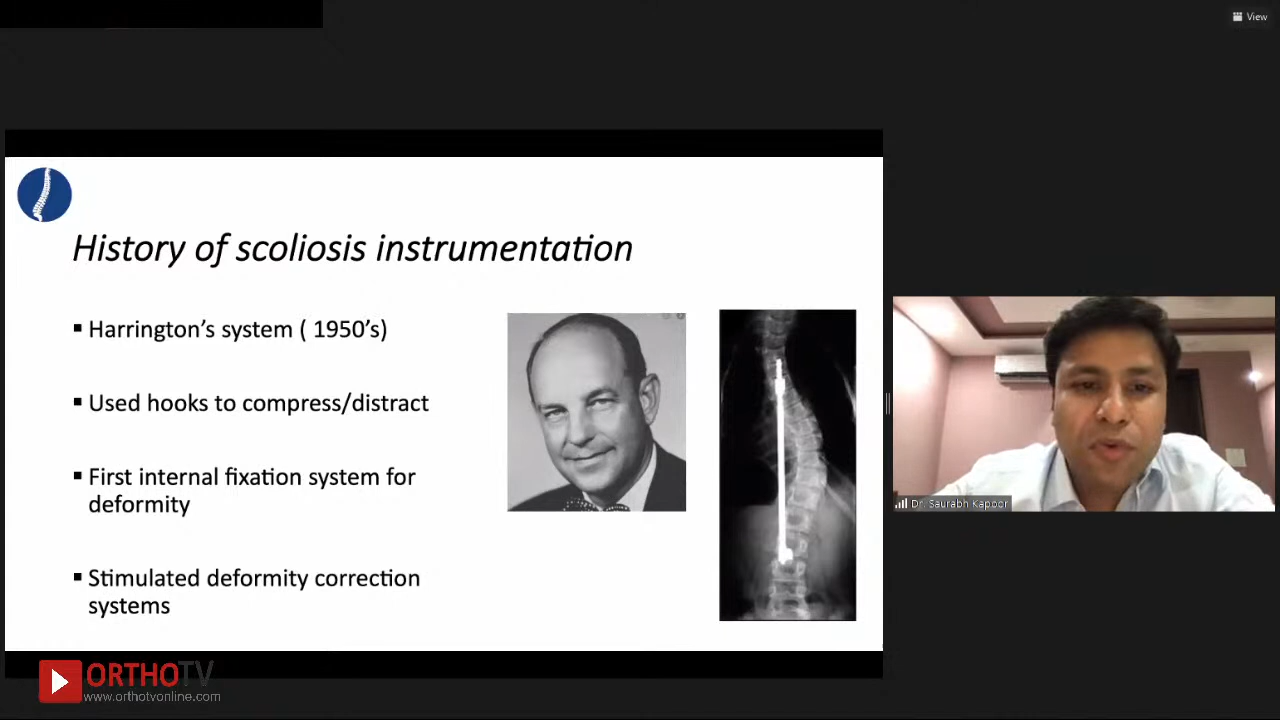 View
History of scoliosis instrumentation
▪ Harrington's system ( 1950's)
▪ Used hooks to compress/distract
▪ First internal fixation system for
deformity
▪ Stimulated deformity correction
systems
Dr. Saurabh Kapoor
ORTHOTV
www.orthotvonline.com